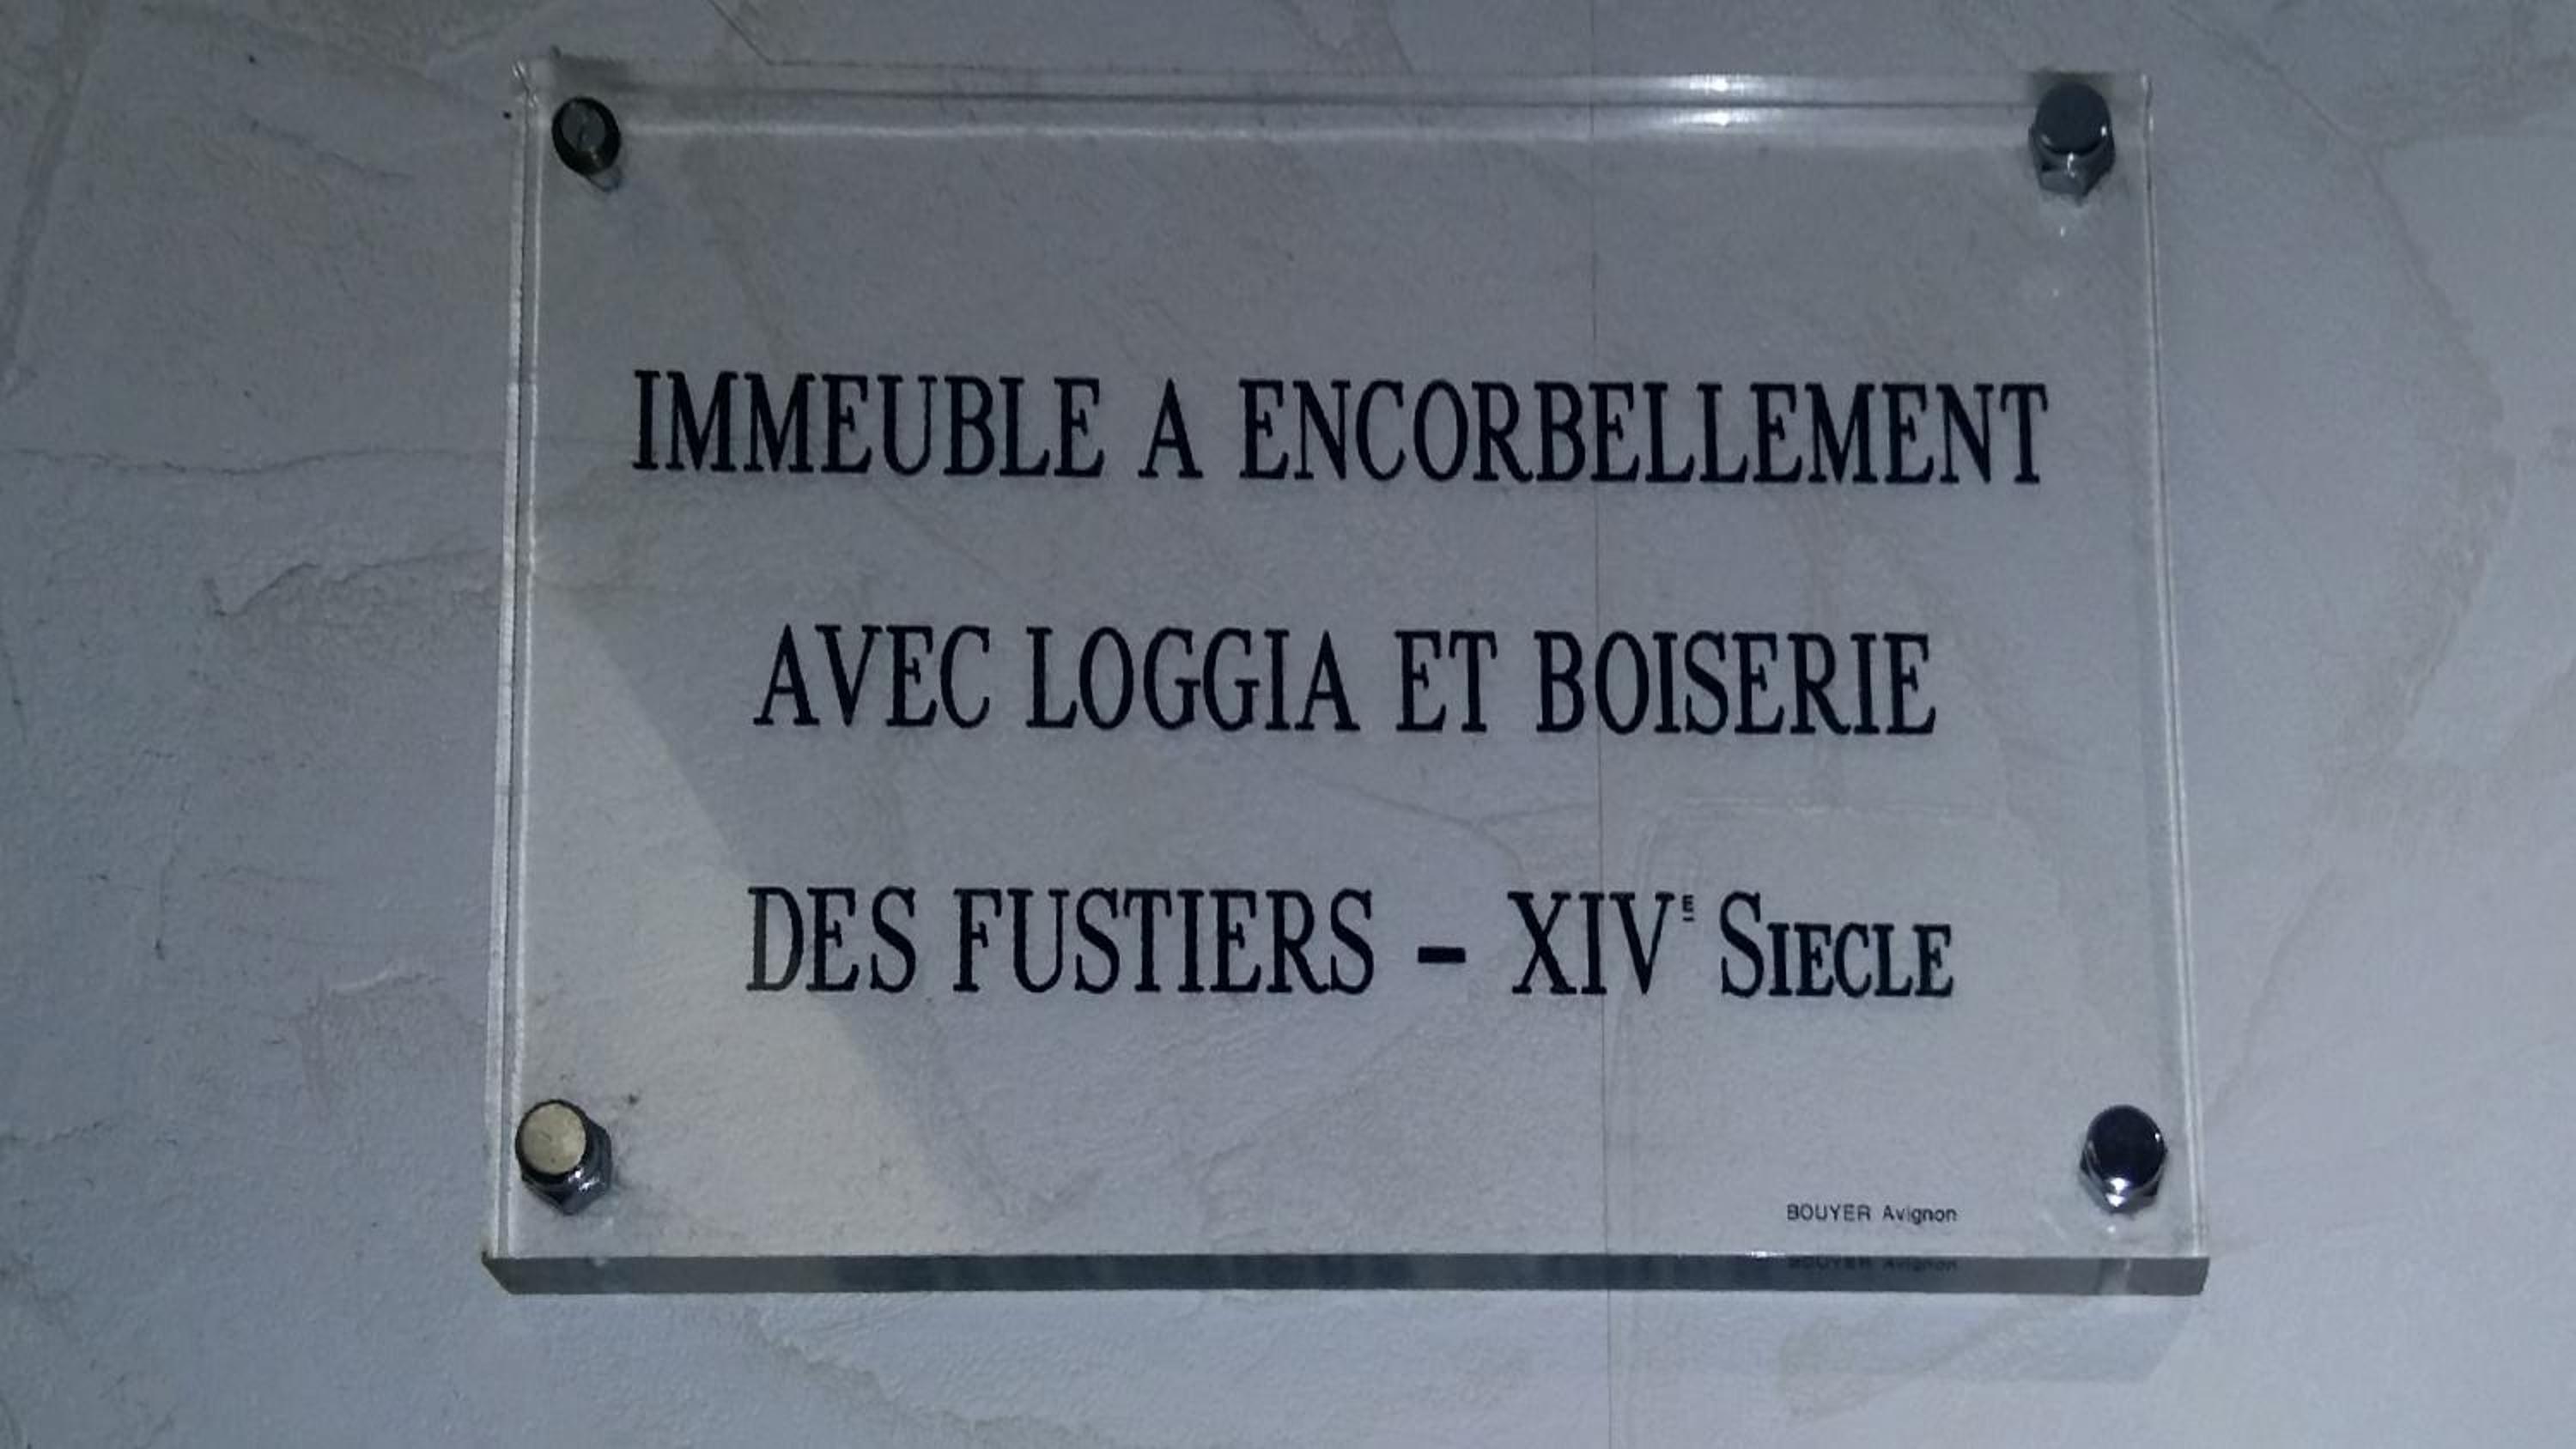 IMMEUBLE A ENCORBELLEMENT
AVEC LOGGIA ET BOISERIE
DES FUSTIERS - XIVE SIECLE
BOUYER Avignon